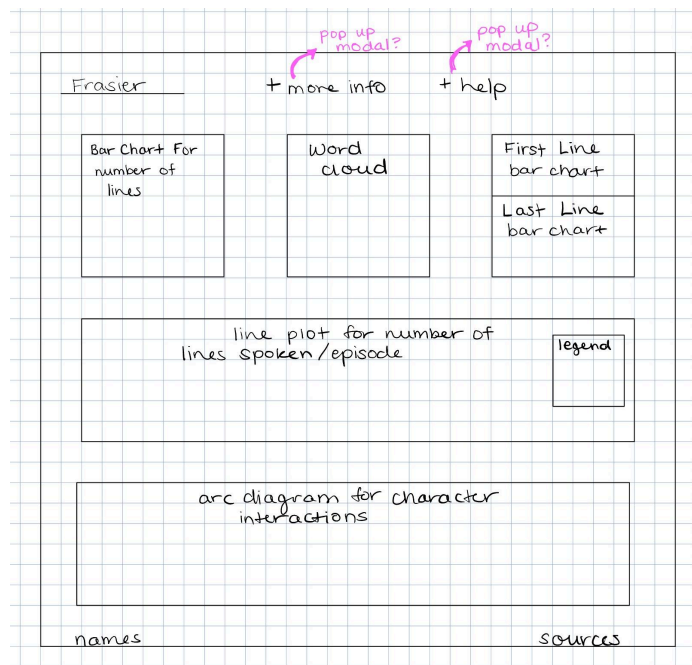 pop up
modal?
pop up
modal?
Frasier
+ more info
+ help
Bar Chart For
number of
lines
Word
cloud
First Line
bar chart
Last Line
bar chart
line plot for number of
lines spoken/episode
legend
arc diagram for character
interactions
names
sources